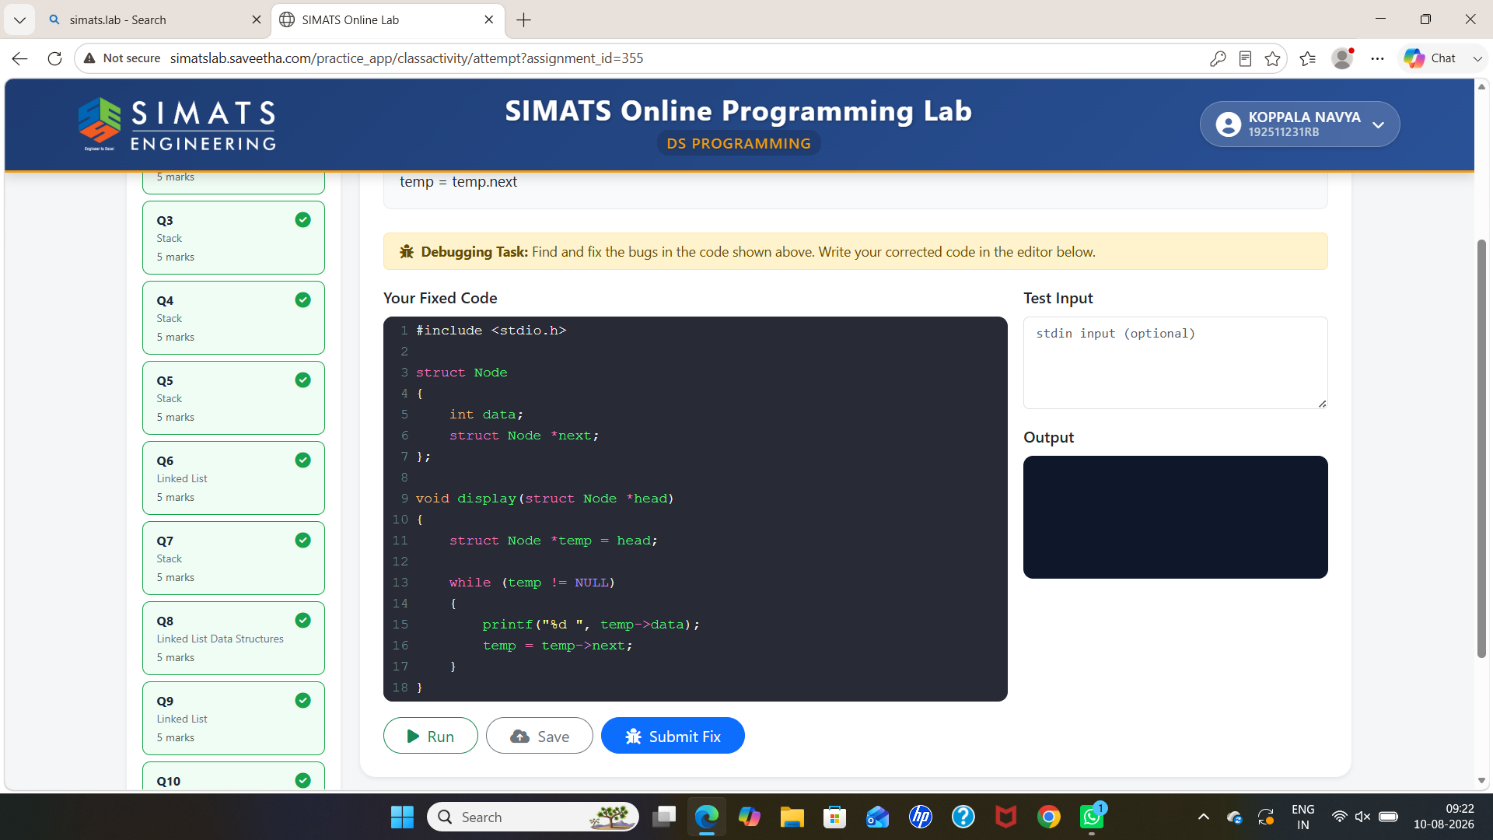 simats.lab - Search
SIMATS Online Lab
Not secure simatslab.saveetha.com/practice_app/classactivity/attempt?assignment_id=355
Chat
SIMATS
ENGINEERING
Engineer to Excel
SIMATS Online Programming Lab
DS PROGRAMMING
KOPPALA NAVYA
192511231RB
5 marks
Q3
Stack
5 marks
Q4
Stack
5 marks
Q5
Stack
5 marks
Q6
Linked List
5 marks
Q7
Stack
5 marks
Q8
Linked List Data Structures
5 marks
Q9
Linked List
5 marks
Q10
temp = temp.next
Debugging Task: Find and fix the bugs in the code shown above. Write your corrected code in the editor below.
Your Fixed Code
1 #include <stdio.h>
2
3 struct Node
4 {
5 int data;
6 struct Node *next;
7 };
8
9 void display(struct Node *head)
10 {
11 struct Node *temp = head;
12
13 while (temp != NULL)
14 {
15 printf("%d ", temp->data);
16 temp = temp->next;
17 }
18 }
Run
Save
Submit Fix
Test Input
stdin input (optional)
Output
Search
hp
1
ENG
IN
09:22
10-08-2026